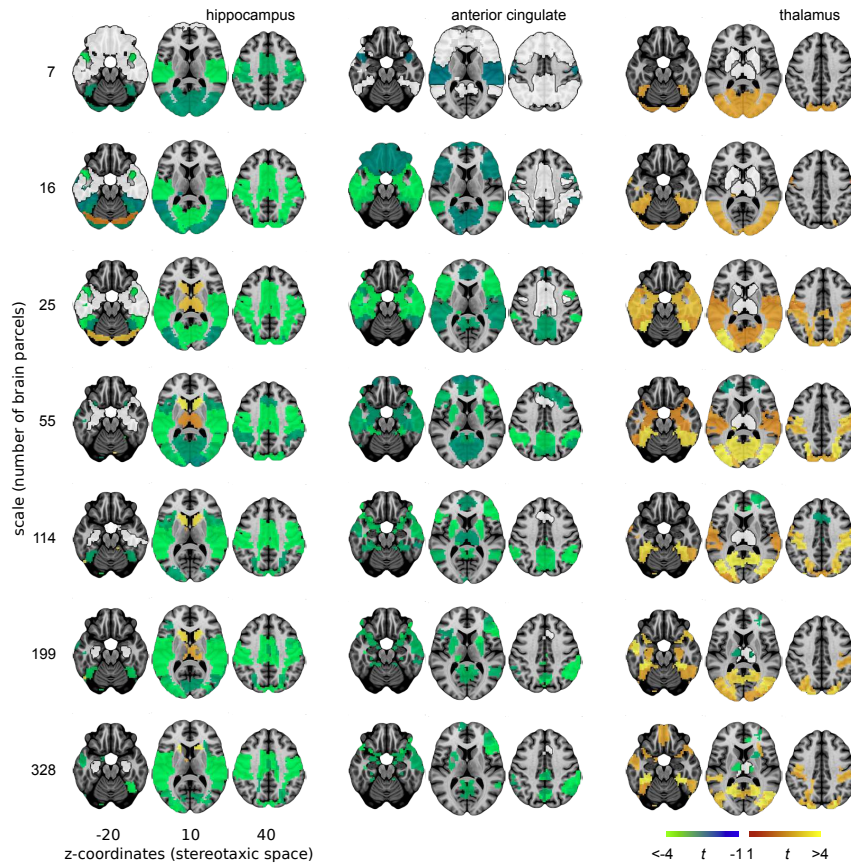 hippocampus
anterior cingulate
thalamus
7
16
25
55
114
199
328
scale (number of brain parcels)
-20 10 40
z-coordinates (stereotaxic space)
<-4 t -1 1 t >4